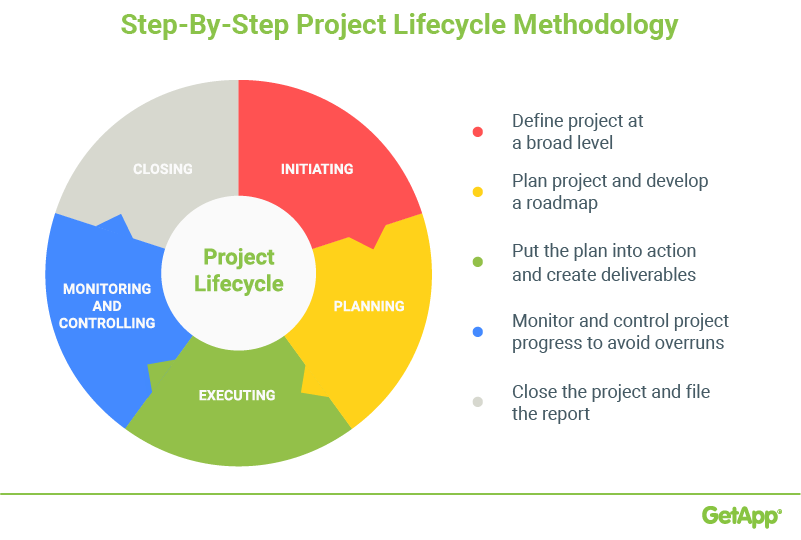 Step-By-Step Project Lifecycle Methodology
CLOSING
INITIATING
Project
Lifecycle
MONITORING
AND
CONTROLLING
PLANNING
EXECUTING
Define project at
a broad level
Plan project and develop
a roadmap
Put the plan into action
and create deliverables
Monitor and control project
progress to avoid overruns
Close the project and file
the report
GetApp®